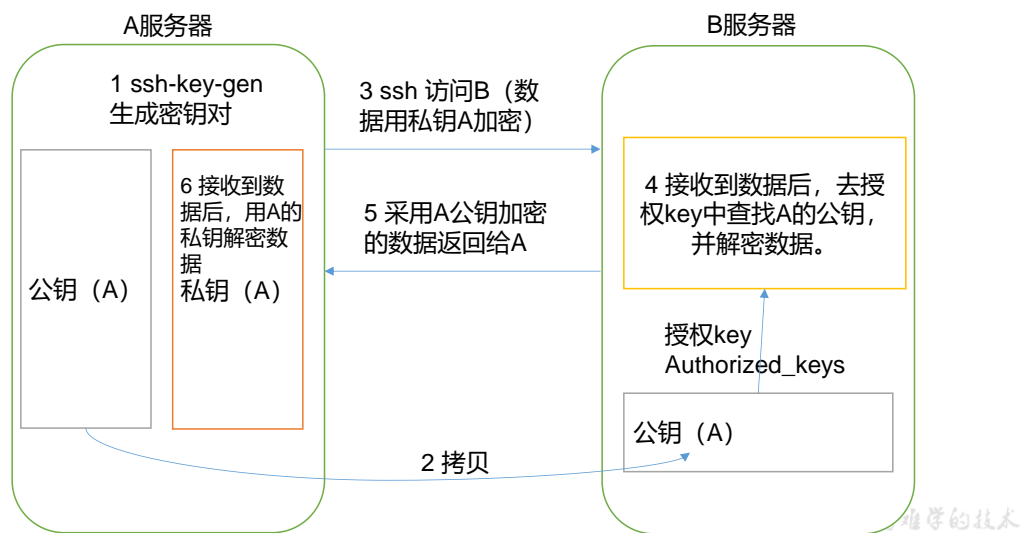 A服务器
B服务器
1 ssh-key-gen
生成密钥对
3 ssh 访问B（数
据用私钥A加密）
6 接收到数
据后，用A的
私钥解密数
据
私钥（A）
公钥（A）
4 接收到数据后，去授
权key中查找A的公钥，
并解密数据。
5 采用A公钥加密
的数据返回给A
授权key
Authorized_keys
公钥（A）
2 拷贝
难学的技术